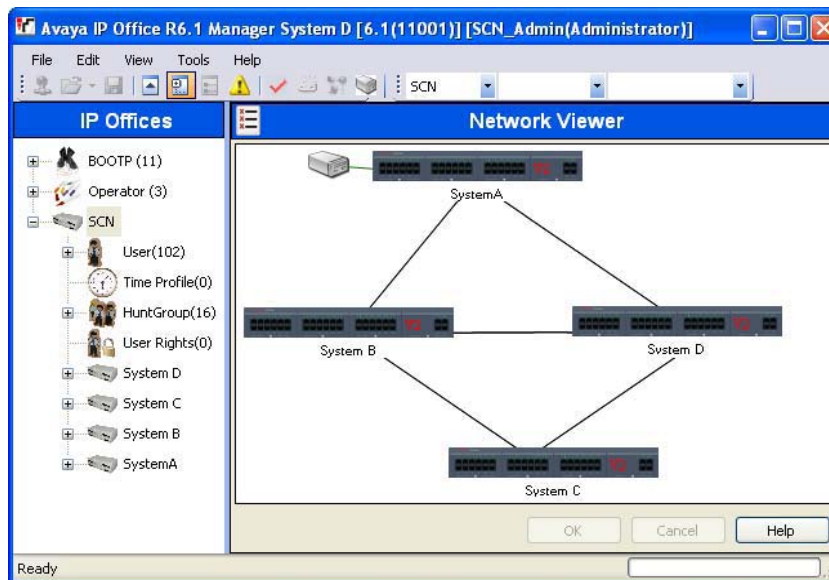 Avaya IP Office R6.1 Manager System D [6.1(11001)] [SCN_Admin(Administrator)]
File Edit View Tools Help
SCN
IP Offices
Network Viewer
BOOTP (11)
Operator (3)
SCN
User(102)
Time Profile(0)
HuntGroup(16)
User Rights(0)
System D
System C
System B
SystemA
SystemA
System B
System D
System C
OK Cancel Help
Ready